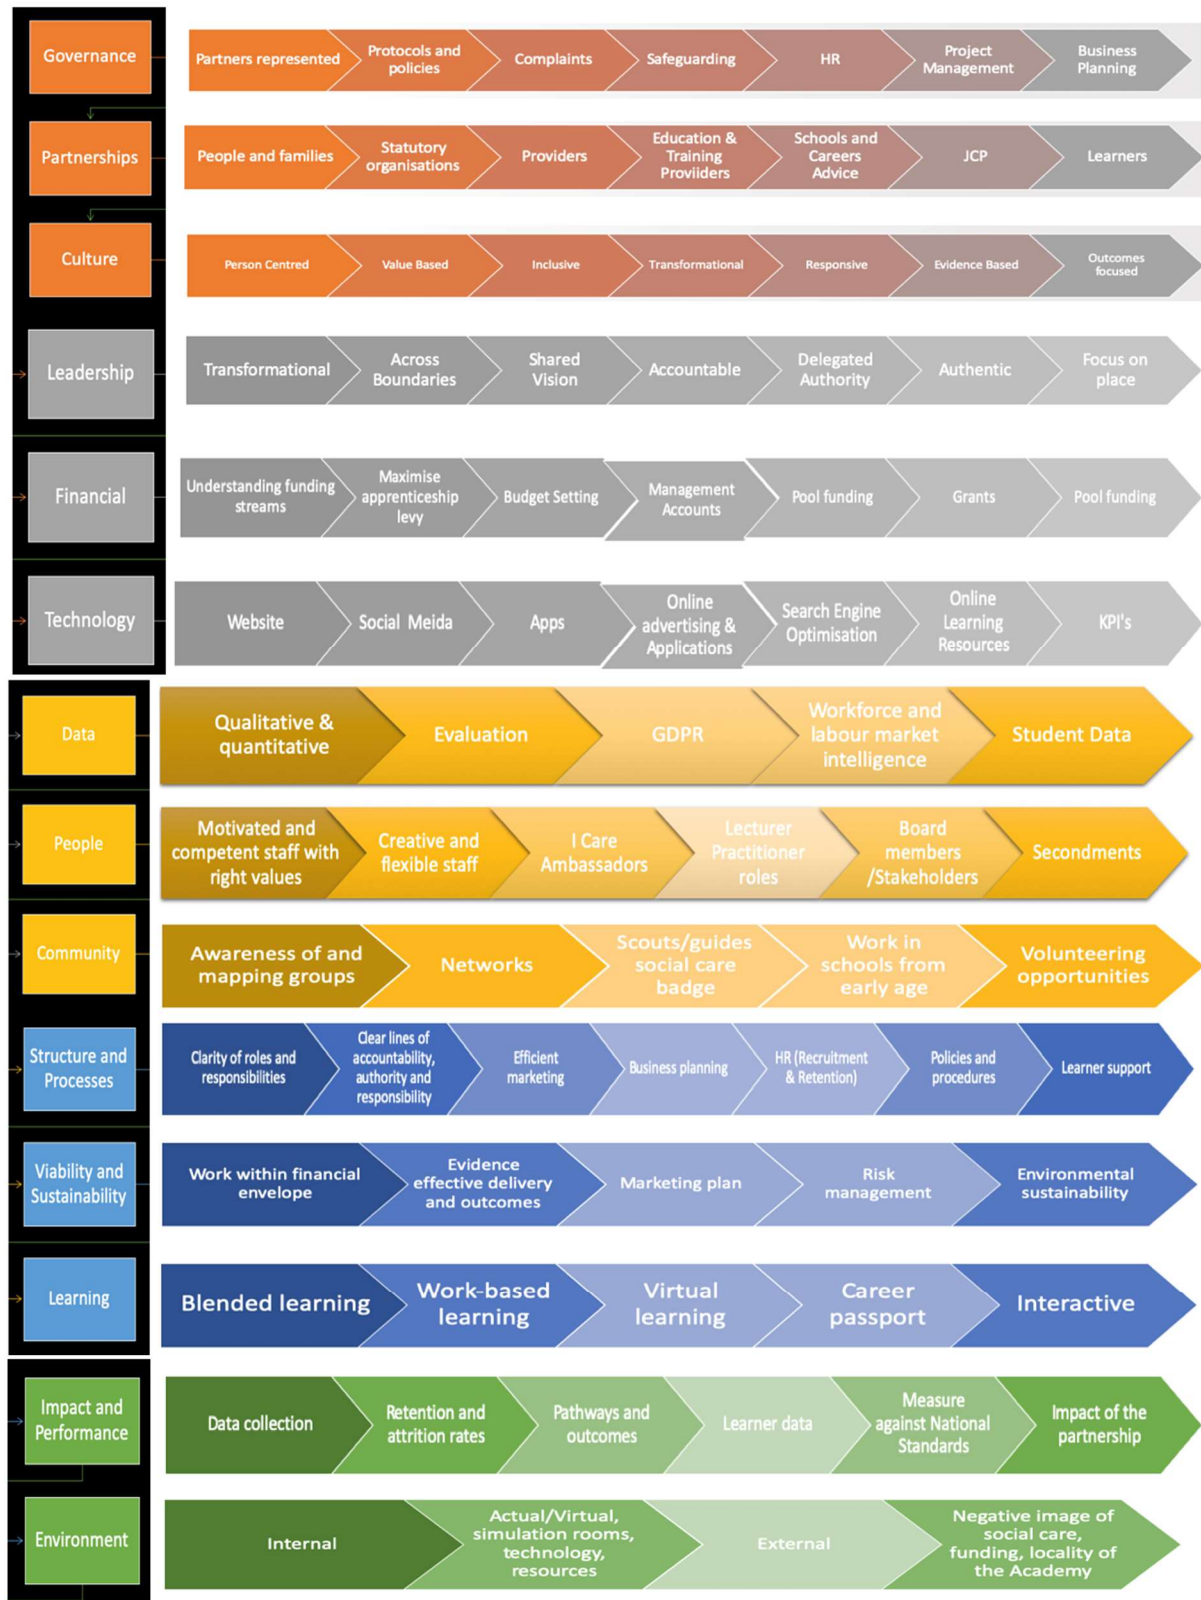 Governance
Partners represented
Protocols and
policies
Complaints
Safeguarding
HR
Project
Management
Business
Planning
Partnerships
People and families
Statutory
organisations
Providers
Education &
Training
Proviiders
Schools and
Careers
Advice
JCP
Learners
Culture
Person Centred
Value Based
Inclusive
Transformational
Responsive
Evidence Based
Outcomes
focused
Leadership
Transformational
Across
Boundaries
Shared
Vision
Accountable
Delegated
Authority
Authentic
Focus on
place
Financial
Understanding funding
streams
Maximise
apprenticeship
levy
Budget Setting
Management
Accounts
Pool funding
Grants
Pool funding
Technology
Website
Social Meida
Apps
Online
advertising &
Applications
Search Engine
Optimisation
Online
Learning
Resources
KPI's
Data
Qualitative &
quantitative
Evaluation
GDPR
Workforce and
labour market
intelligence
Student Data
People
Motivated and
competent staff with
right values
Creative and
flexible staff
I Care
Ambassadors
Lecturer
Practitioner
roles
Board
members
/Stakeholders
Secondments
Community
Awareness of and
mapping groups
Networks
Scouts/guides
social care
badge
Work in
schools from
early age
Volunteering
opportunities
Structure and
Processes
Clarity of roles and
responsibilities
Clear lines of
accountability,
authority and
responsibility
Efficient
marketing
Business planning
HR (Recruitment
& Retention)
Policies and
procedures
Learner support
Viability and
Sustainability
Work within financial
envelope
Evidence
effective delivery
and outcomes
Marketing plan
Risk
management
Environmental
sustainability
Learning
Blended learning
Work-based
learning
Virtual
learning
Career
passport
Interactive
Impact and
Performance
Data collection
Retention and
attrition rates
Pathways and
outcomes
Learner data
Measure
against National
Standards
Impact of the
partnership
Environment
Internal
Actual/Virtual,
simulation rooms,
technology,
resources
External
Negative image of
social care,
funding, locality of
the Academy